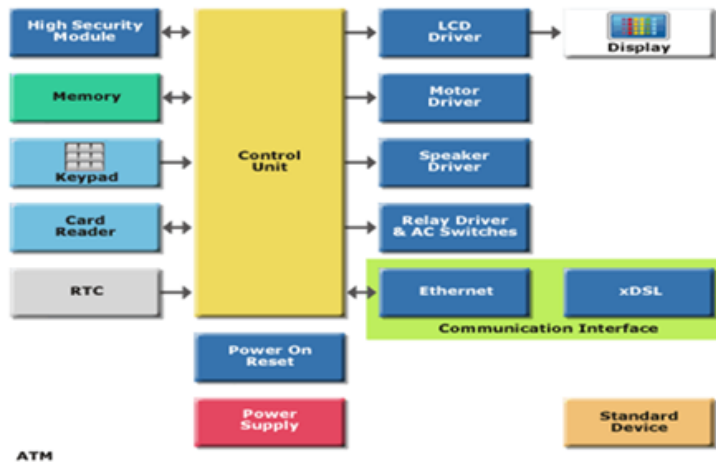 High Security
Module
Memory
Keypad
Card
Reader
RTC
Control
Unit
Power On
Reset
Power
Supply
LCD
Driver
Display
Motor
Driver
Speaker
Driver
Relay Driver
& AC Switches
Ethernet
xDSL
Communication Interface
Standard
Device
ATM